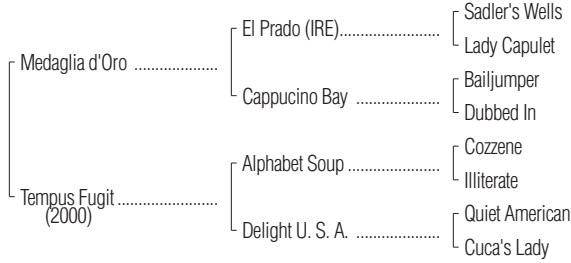 Sadler's Wells
El Prado (IRE)....................
Lady Capulet
Medaglia d'Oro ....................
Bailjumper
Cappucino Bay ....................
Dubbed In
Cozzene
Alphabet Soup ....................
Illiterate
Tempus Fugit ....................
(2000)
Quiet American
Delight U. S. A. ....................
Cuca's Lady